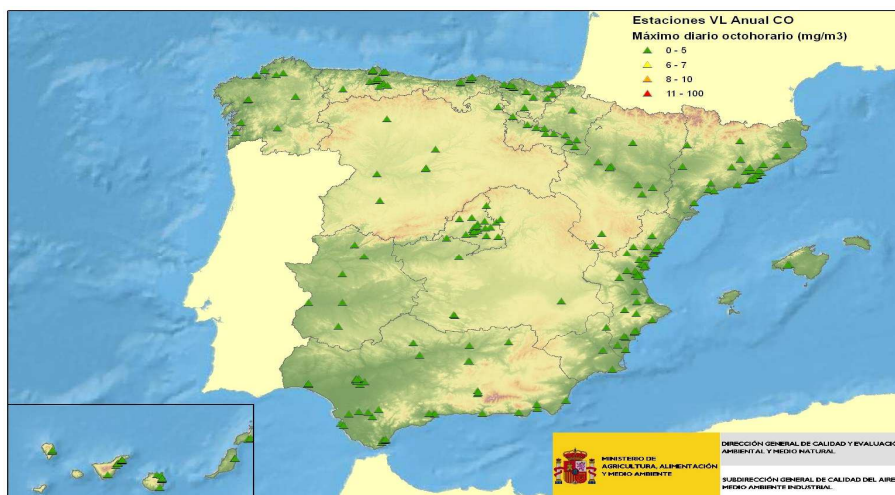 Estaciones VL Anual CO
Máximo diario octohorario (mg/m3)
0 - 5
6 - 7
8 - 10
11 - 100
MINISTERIO DE
AGRICULTURA, ALIMENTACIÓN
Y MEDIO AMBIENTE
DIRECCIÓN GENERAL DE CALIDAD Y EVALUACIÓ
AMBIENTAL Y MEDIO NATURAL
SUBDIRECCIÓN GENERAL DE CALIDAD DEL AIRE
MEDIO AMBIENTE INDUSTRIAL